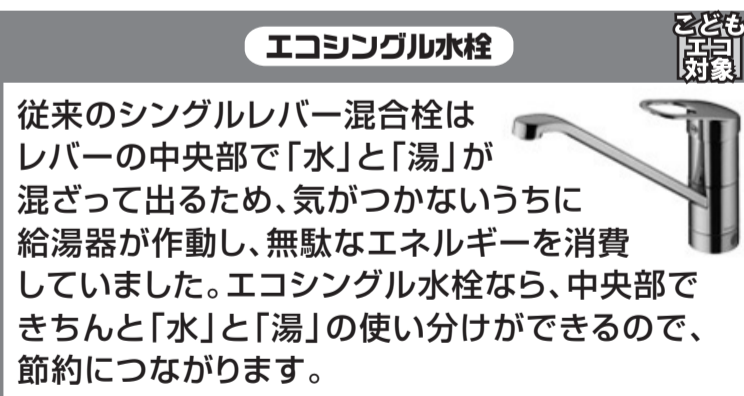 エコシングル水栓
こども
エコ
対象
従来のシングルレバー混合栓は
レバーの中央部で「水」と「湯」が
混ざって出るため、気がつかないうちに
給湯器が作動し、無駄なエネルギーを消費
していました。エコシングル水栓なら、中央部で
きちんと「水」と「湯」の使い分けができるので、
節約につながります。